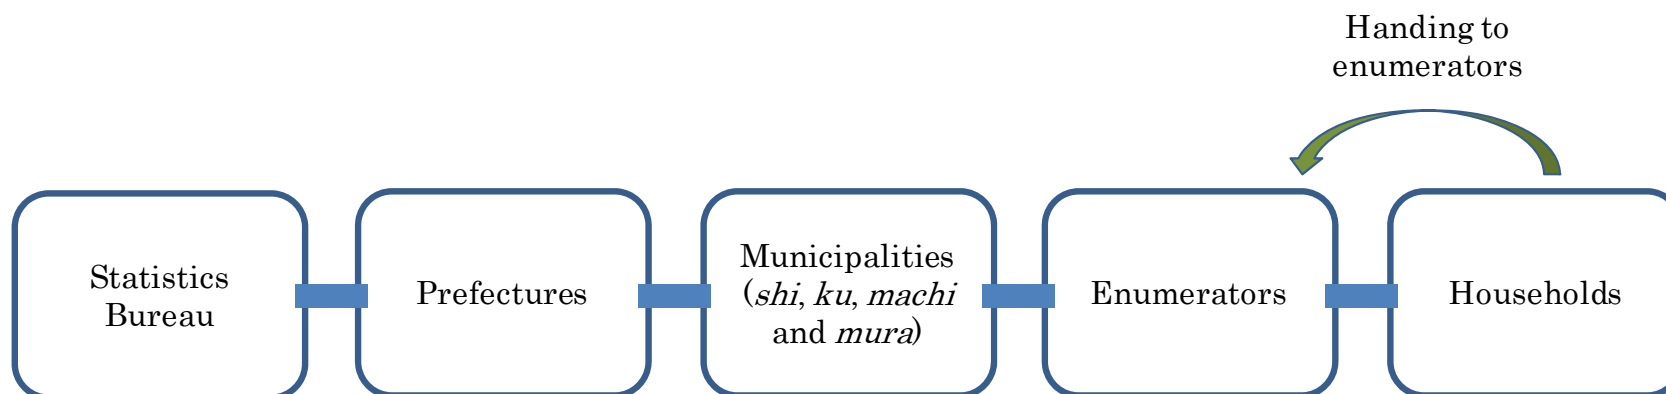 Handing to
enumerators
Statistics
Bureau
Prefectures
Municipalities
(shi, ku, machi
and mura)
Enumerators
Households